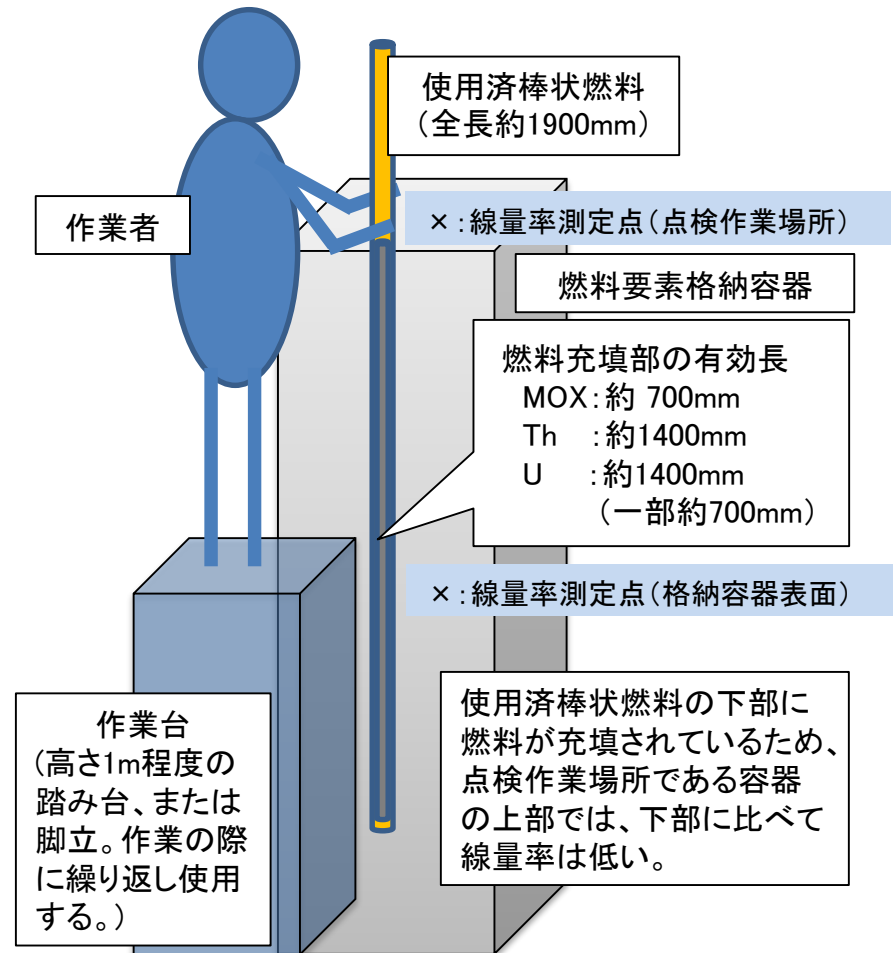 使用済棒状燃料
（全長約1900mm）
作業者
×：線量率測定点（点検作業場所）
燃料要素格納容器
燃料充填部の有効長
MOX：約 700mm
Th ：約1400mm
U ：約1400mm
（一部約700mm）
×：線量率測定点（格納容器表面）
作業台
（高さ1m程度の
踏み台、または
脚立。作業の際
に繰り返し使用
する。）
使用済棒状燃料の下部に
燃料が充填されているため、
点検作業場所である容器
の上部では、下部に比べて
線量率は低い。